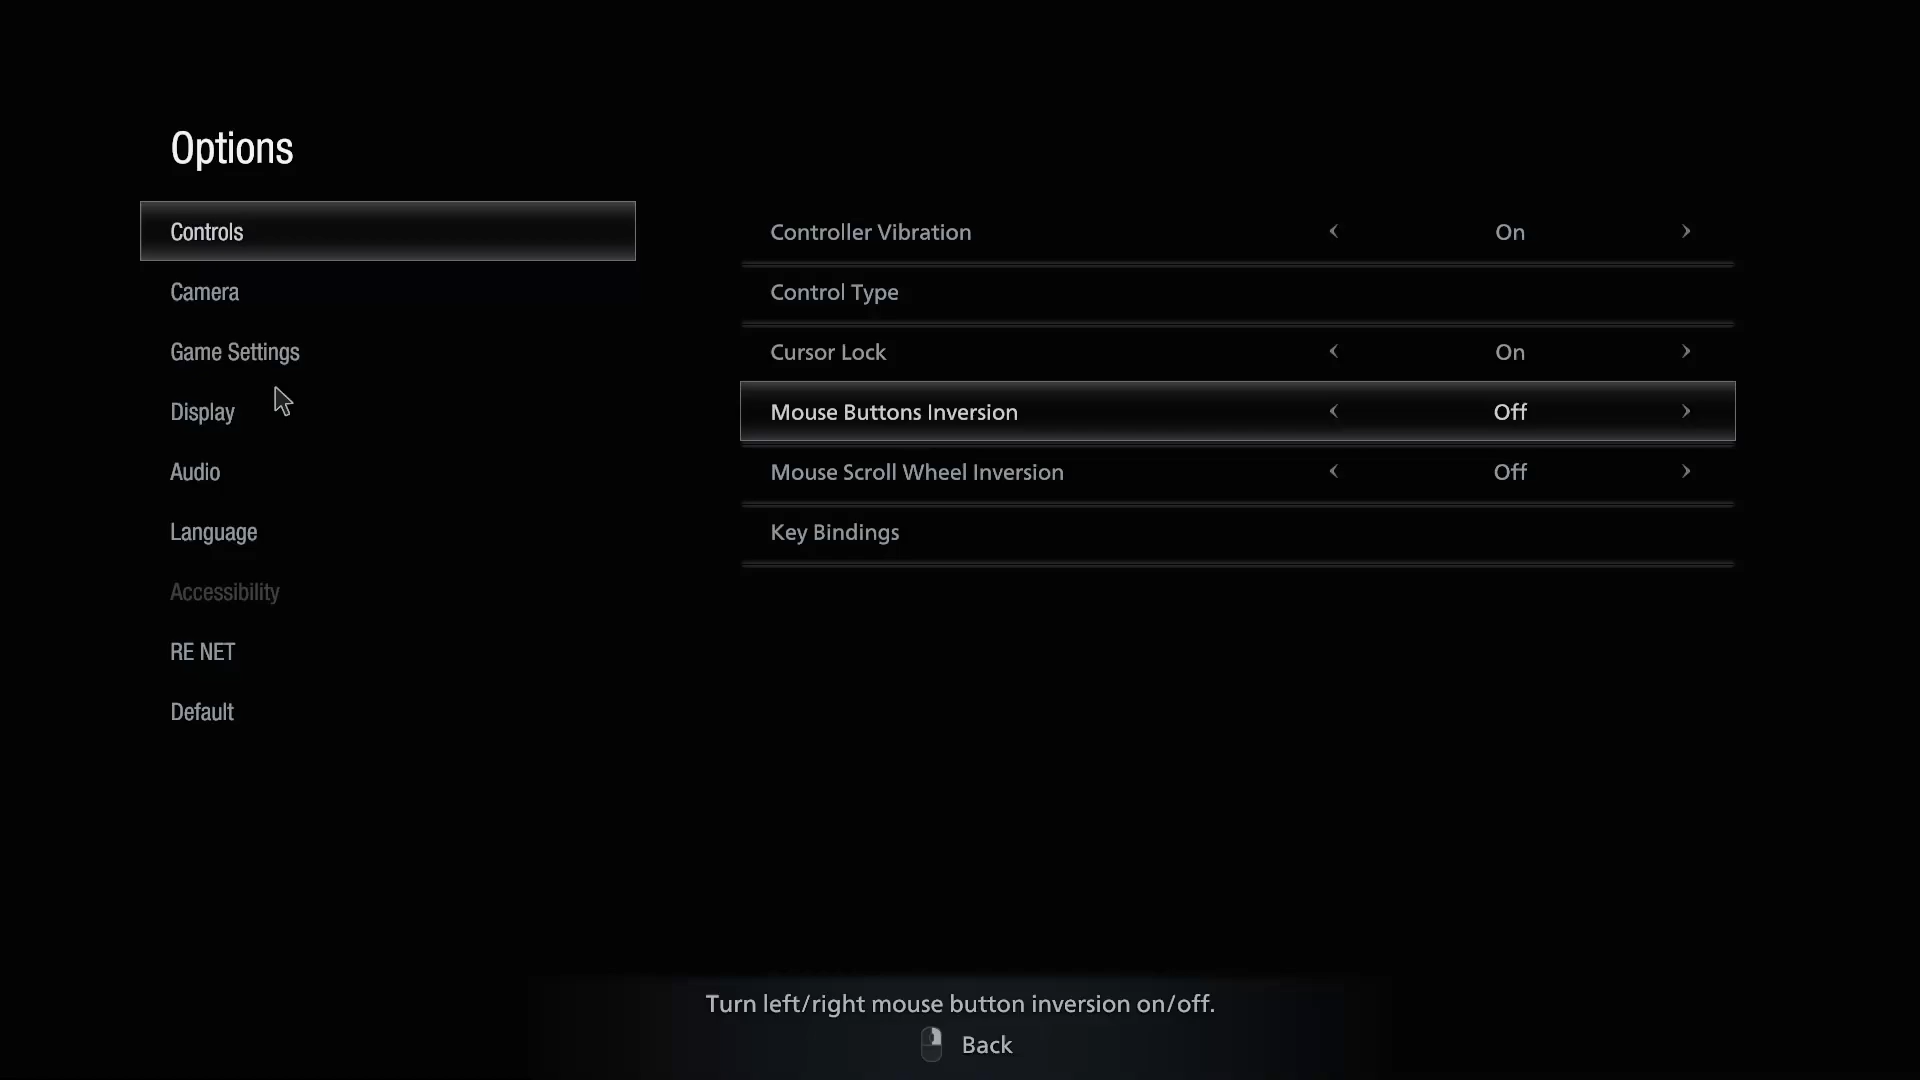 Options
Controls
Camera
Game Settings
Display
Audio
Language
Accessibility
RE NET
Default
Controller Vibration On
Control Type
Cursor Lock On
Mouse Buttons Inversion Off
Mouse Scroll Wheel Inversion Off
Key Bindings
Turn left/right mouse button inversion on/off.
Back